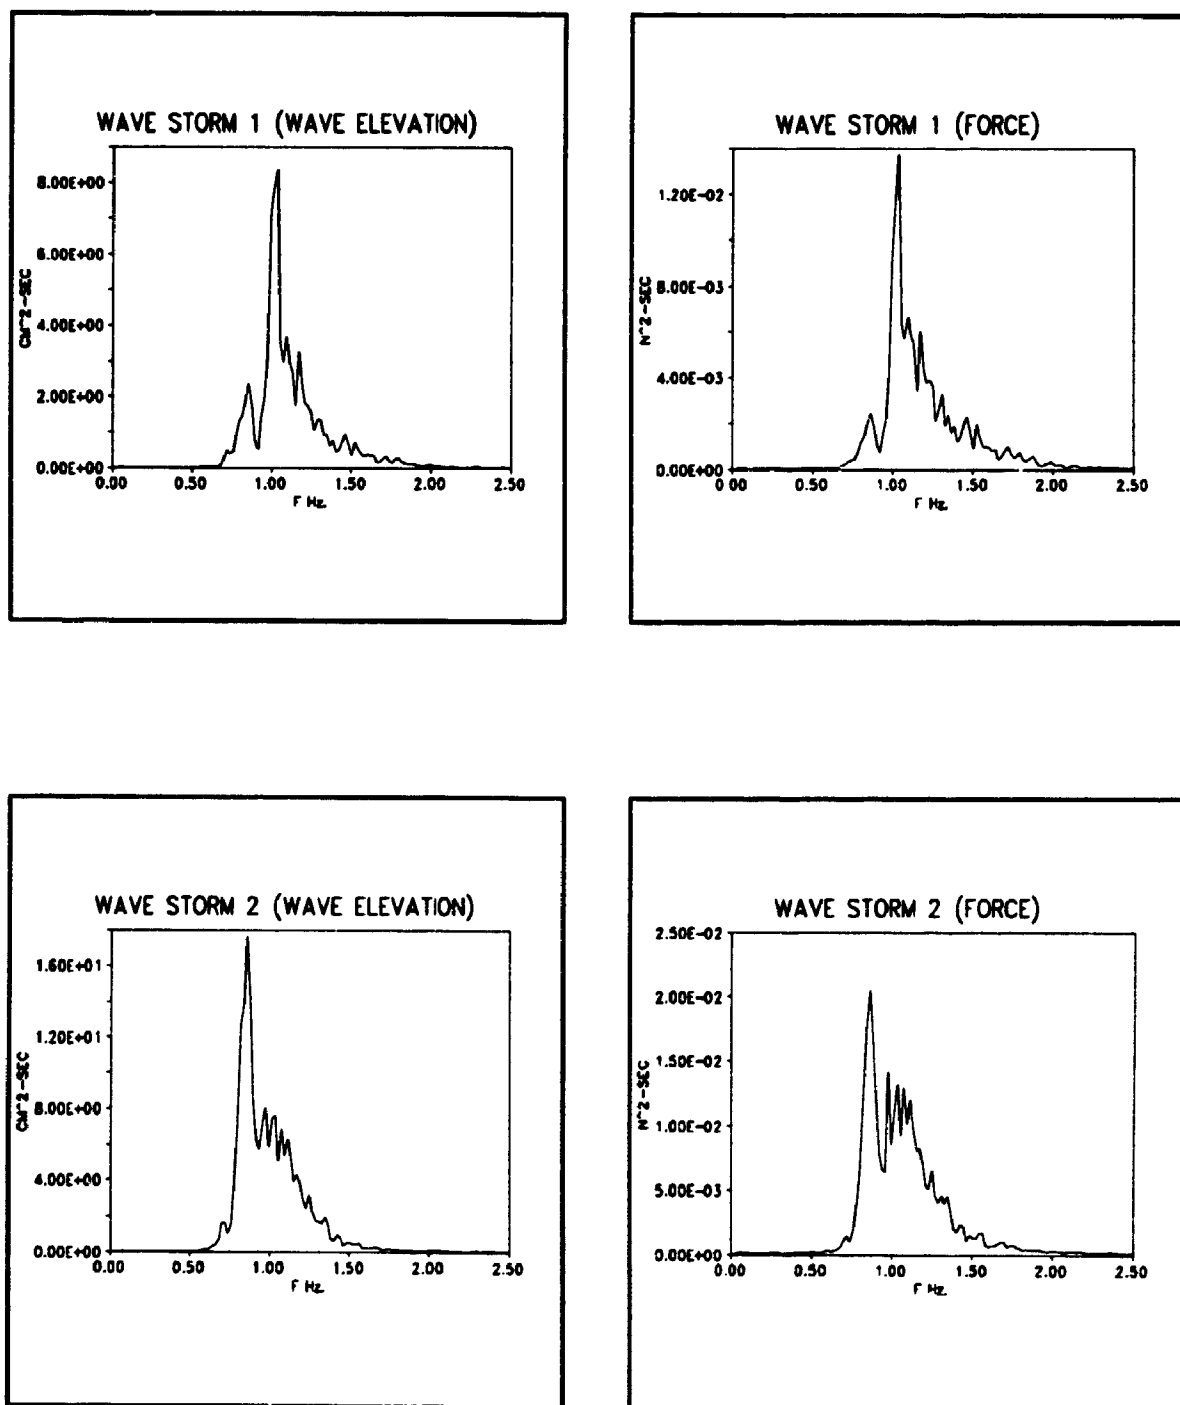 WAVE STORM 1 (WAVE ELEVATION)
8.00E+00
6.00E+00
4.00E+00
2.00E+00
0.00E+00
CM^2-SEC
0.00 0.50 1.00 1.50 2.00 2.50
F Hz.
WAVE STORM 1 (FORCE)
1.20E-02
8.00E-03
4.00E-03
0.00E+00
N^2-SEC
0 00 0.50 1.00 1.50 2.00 2.50
F Hz.
WAVE STORM 2 (WAVE ELEVATION)
1.60E+01
1.20E+01
8.00E+00
4.00E+00
0.00E+00
CM^2-SEC
0.00 0.50 1.00 1.50 2.00 2.50
F Hz.
WAVE STORM 2 (FORCE)
2.50E-02
2.00E-02
1.50E-02
1.00E-02
5.00E-03
0.00E+00
N^2-SEC
0.00 0.50 1.00 1.50 2.00 2.50
F Hz.